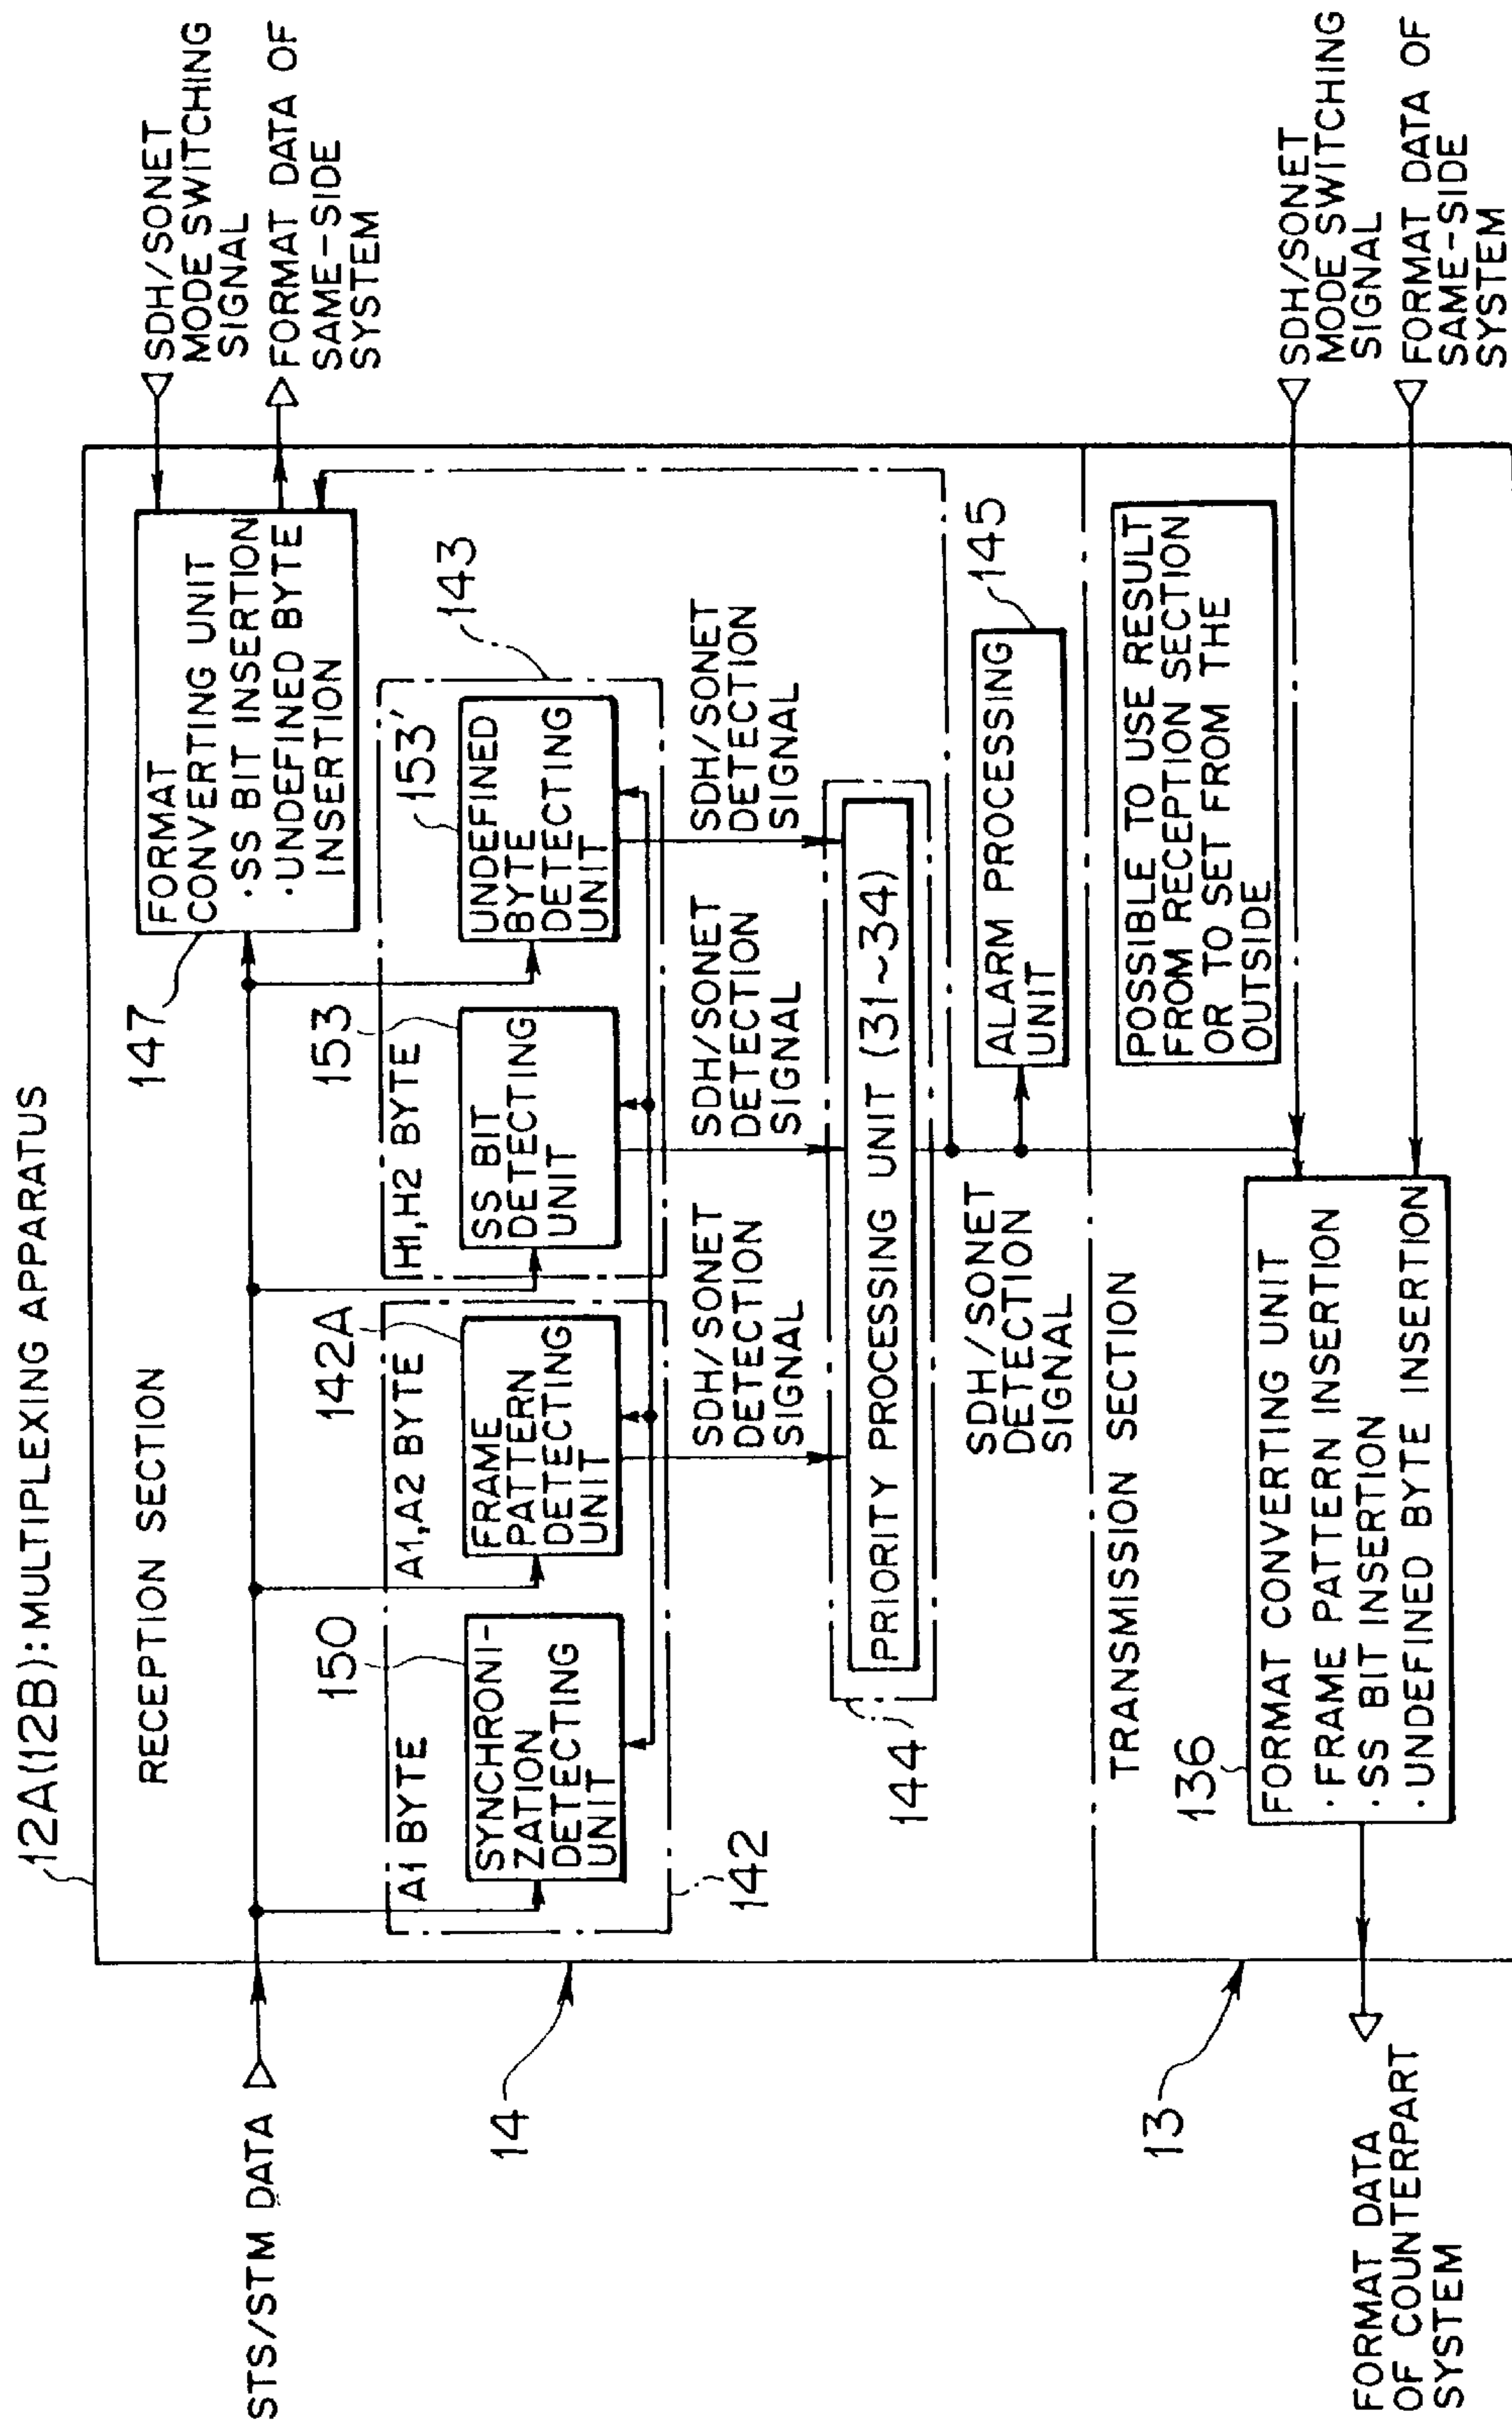 12A(12B):MULTIPLEXING APPARATUS
RECEPTION SECTION
STS/STM DATA
14
147
FORMAT
CONVERTING UNIT
·SS BIT INSERTION
·UNDEFINED BYTE
INSERTION
SDH/SONET
MODE SWITCHING
SIGNAL
FORMAT DATA OF
SAME-SIDE
SYSTEM
A1 BYTE
150
SYNCHRONI-
ZATION
DETECTING
UNIT
142
A1,A2 BYTE
142A
FRAME
PATTERN
DETECTING
UNIT
H1,H2 BYTE
153
SS BIT
DETECTING
UNIT
153'
UNDEFINED
BYTE
DETECTING
UNIT
143
SDH/SONET
DETECTION
SIGNAL
SDH/SONET
DETECTION
SIGNAL
SDH/SONET
DETECTION
SIGNAL
144
PRIORITY PROCESSING UNIT (31~34)
SDH/SONET
DETECTION
SIGNAL
ALARM PROCESSING
UNIT
145
TRANSMISSION SECTION
13
136
FORMAT CONVERTING UNIT
·FRAME PATTERN INSERTION
·SS BIT INSERTION
·UNDEFINED BYTE INSERTION
POSSIBLE TO USE RESULT
FROM RECEPTION SECTION
OR TO SET FROM THE
OUTSIDE
SDH/SONET
MODE SWITCHING
SIGNAL
FORMAT DATA OF
SAME-SIDE
SYSTEM
FORMAT DATA
OF COUNTERPART
SYSTEM